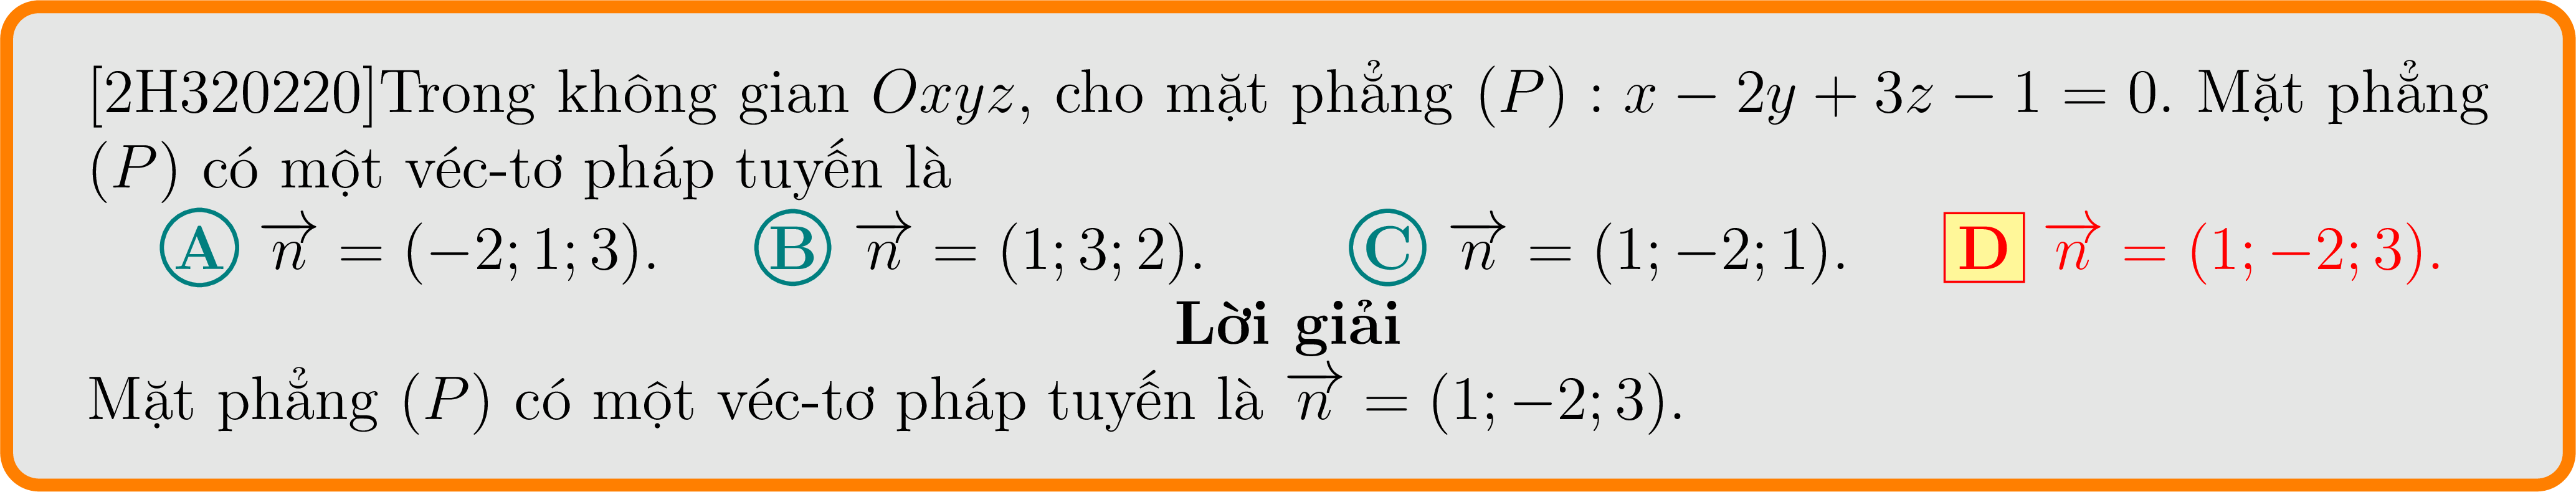 [2H320220]Trong không gian Oxyz, cho mặt phẳng (P) : x − 2y + 3z − 1 = 0. Mặt phẳng
(P) có một véc-tơ pháp tuyến là
A $\overrightarrow{n}$ = (−2; 1; 3). B $\overrightarrow{n}$ = (1; 3; 2). C $\overrightarrow{n}$ = (1; −2; 1). D $\overrightarrow{n}$ = (1; −2; 3).
Lời giải
Mặt phẳng (P) có một véc-tơ pháp tuyến là $\overrightarrow{n}$ = (1; −2; 3).